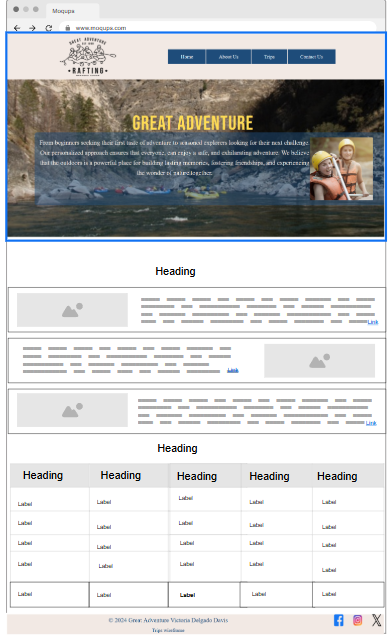 Moqups
www.moqups.com
GREAT ADVENTURE
RAFTING
Home About Us Trips Contact Us
GREAT ADVENTURE
From beginners seeking their first taste of adventure to seasoned explorers looking for their next challenge.
Our personalized approach ensures that everyone, can enjoy a safe, and exhilarating adventure. We believe
that the outdoors is a powerful place for building lasting memories, fostering friendships, and experiencing
the wonder of nature together.
Heading
Link
Link
Link
Heading
Heading Heading Heading Heading Heading
Label Label Label Label Label
Label Label Label Label Label
Label Label Label Label Label
Label Label Label Label Label
Label Label Label Label Label
© 2024 Great Adventure Victoria Delgado Davis
Trips wireframe